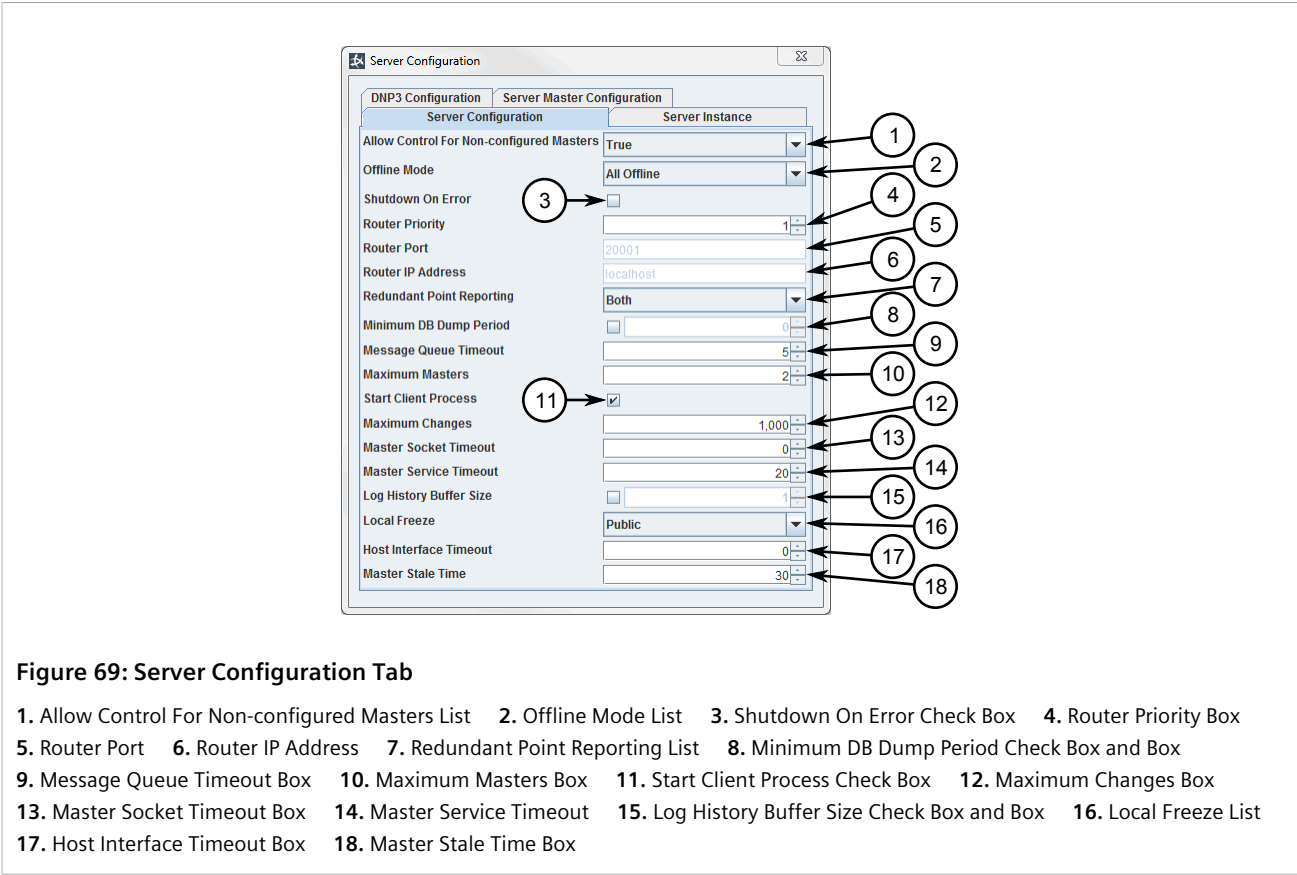 Server Configuration
DNP3 Configuration Server Master Configuration
Server Configuration Server Instance
Allow Control For Non-configured Masters True 1
Offline Mode All Offline 2
Shutdown On Error 3
Router Priority 1 4
Router Port 20001 5
Router IP Address localhost 6
Redundant Point Reporting Both 7
Minimum DB Dump Period 0 8
Message Queue Timeout 5 9
Maximum Masters 2 10
Start Client Process 11
Maximum Changes 1,000 12
Master Socket Timeout 0 13
Master Service Timeout 20 14
Log History Buffer Size 1 15
Local Freeze Public 16
Host Interface Timeout 0 17
Master Stale Time 30 18
Figure 69: Server Configuration Tab
1. Allow Control For Non-configured Masters List 2. Offline Mode List 3. Shutdown On Error Check Box 4. Router Priority Box
5. Router Port 6. Router IP Address 7. Redundant Point Reporting List 8. Minimum DB Dump Period Check Box and Box
9. Message Queue Timeout Box 10. Maximum Masters Box 11. Start Client Process Check Box 12. Maximum Changes Box
13. Master Socket Timeout Box 14. Master Service Timeout 15. Log History Buffer Size Check Box and Box 16. Local Freeze List
17. Host Interface Timeout Box 18. Master Stale Time Box